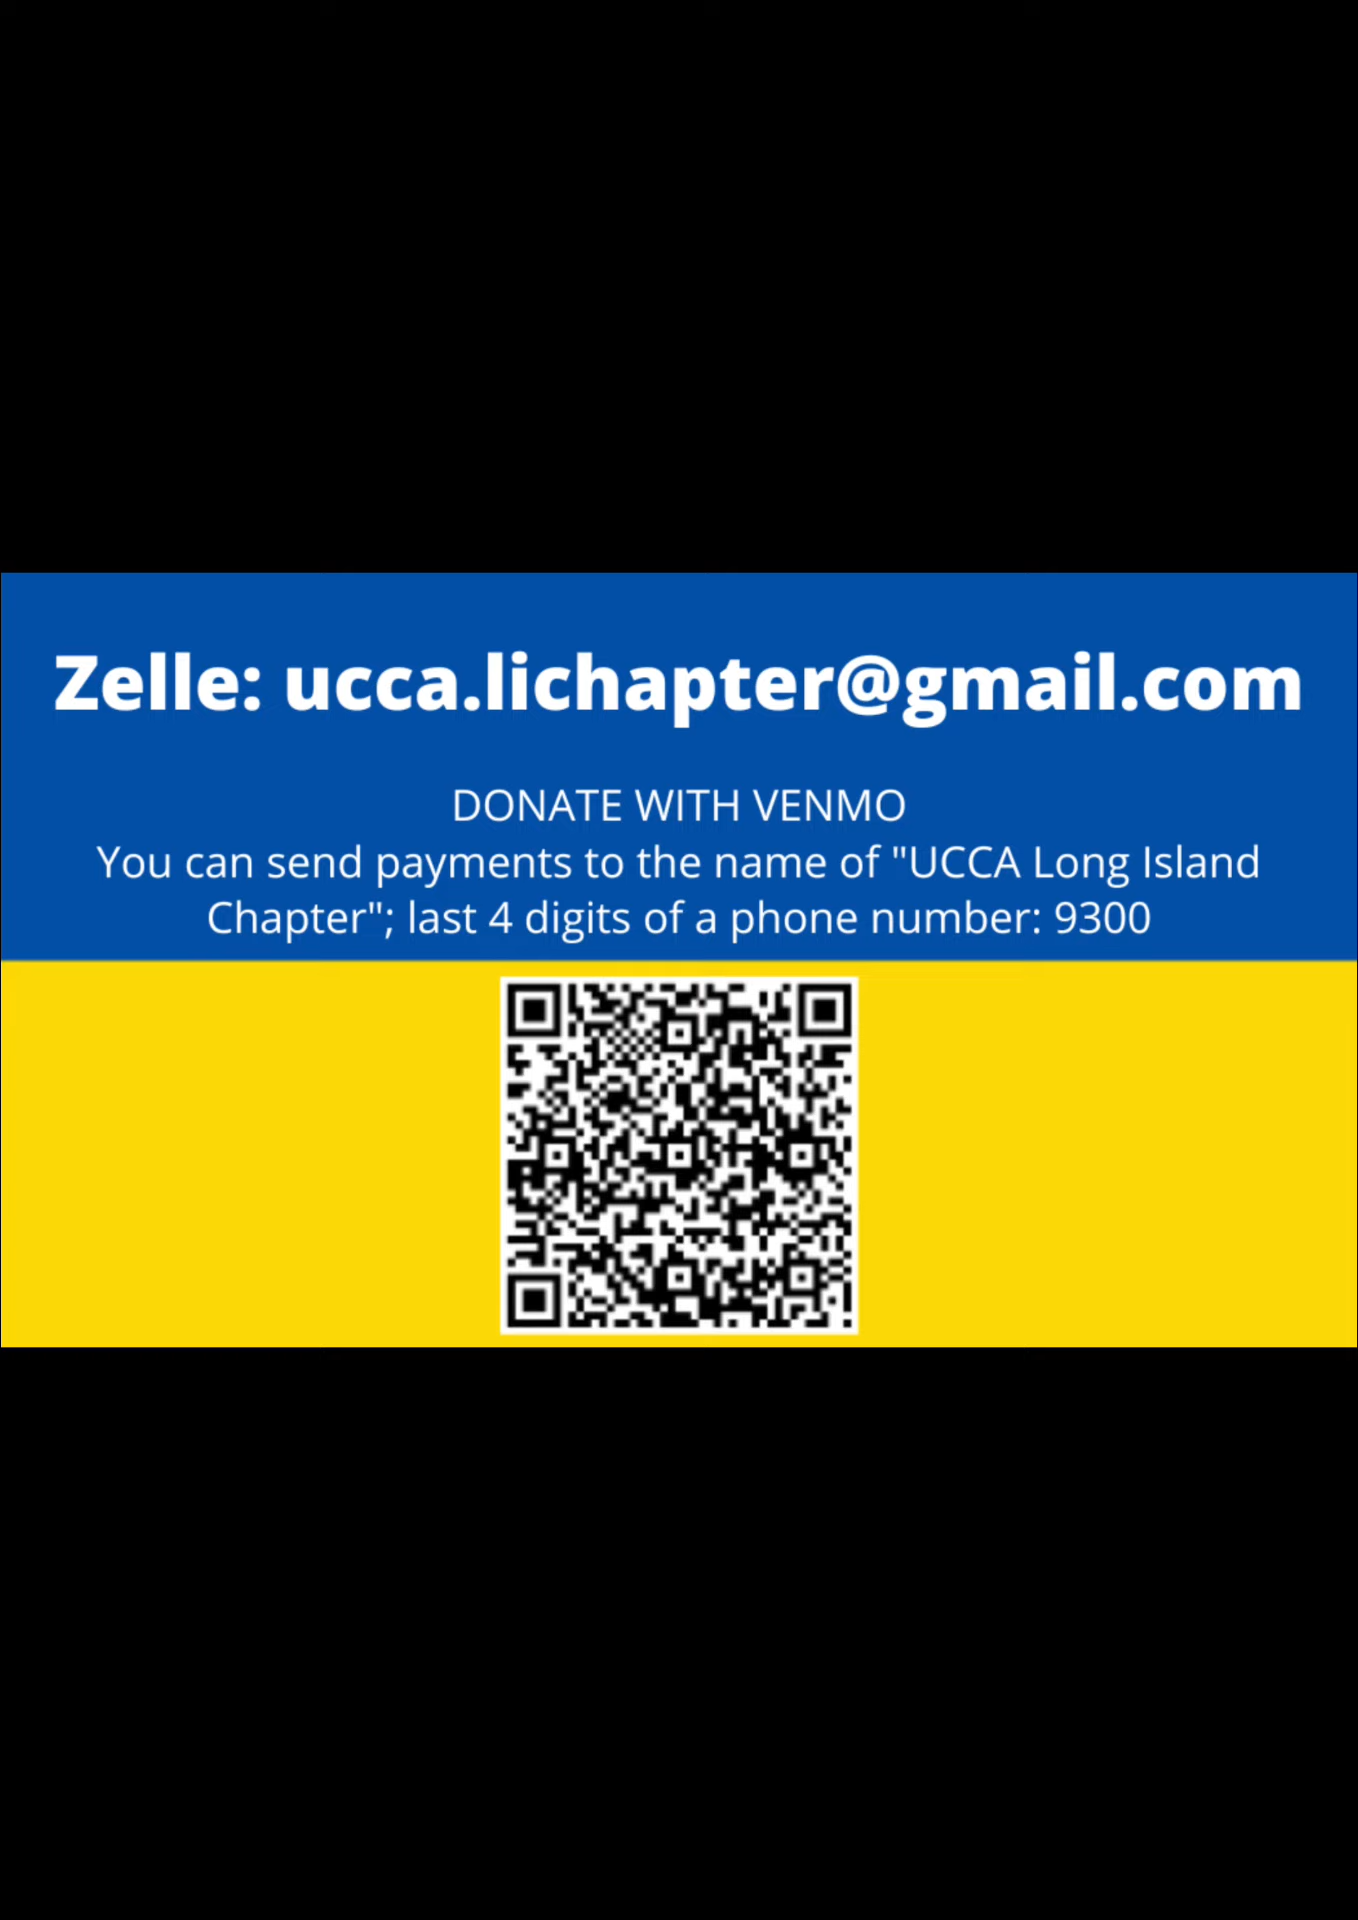 Zelle: ucca.lichapter@gmail.com
DONATE WITH VENMO
You can send payments to the name of "UCCA Long Island
Chapter"; last 4 digits of a phone number: 9300